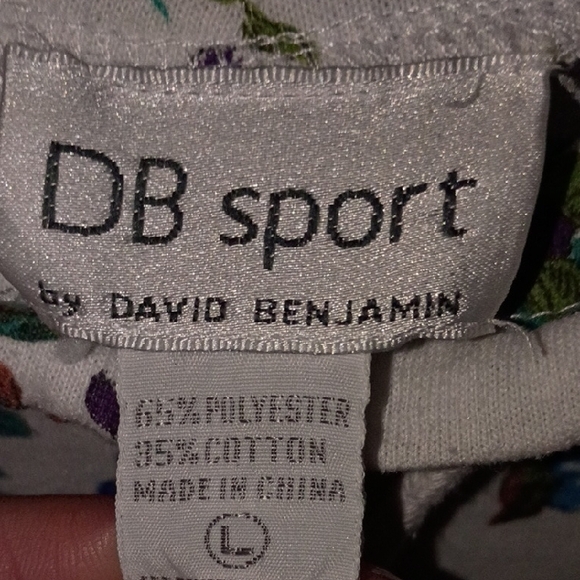 DB sport
by DAVID BENJAMIN
65% POLYESTER
35% COTTON
MADE IN CHINA
L